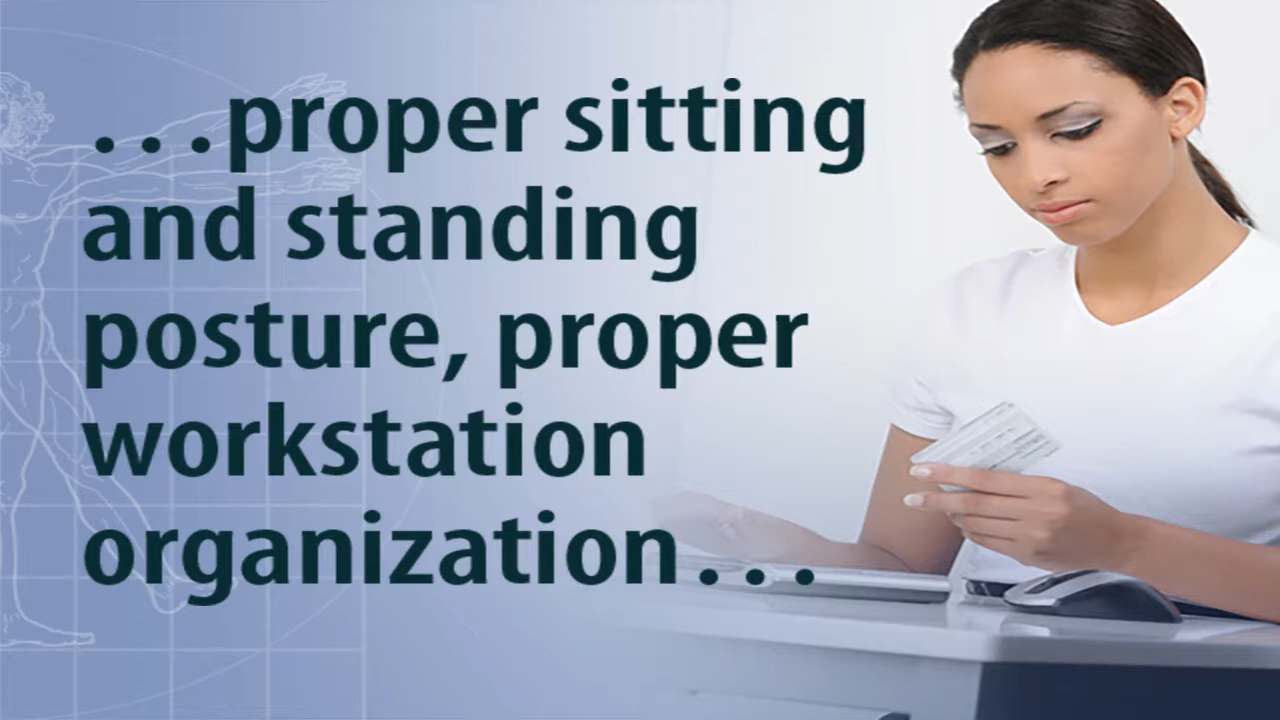 ...proper sitting
and standing
posture, proper
workstation
organization...